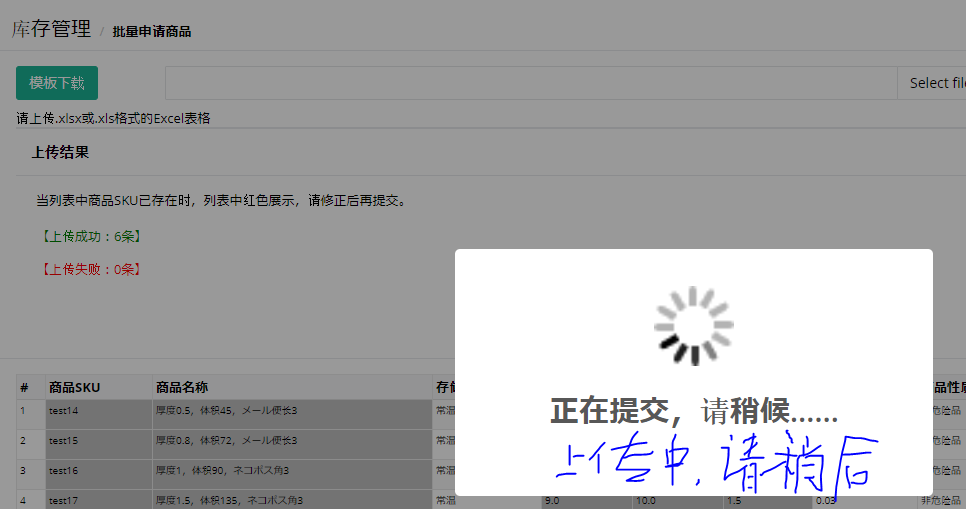 库存管理 / 批量申请商品
模板下载
Select file
请上传.xlsx或.xls格式的Excel表格
上传结果
当列表中商品SKU已存在时，列表中红色展示，请修正后再提交。
【上传成功：6条】
【上传失败：0条】
正在提交，请稍候......
上传中，请稍后
# 商品SKU 商品名称 存储 品性质
1 test14 厚度0.5，体积45，メール便长3 常温 危险品
2 test15 厚度0.8，体积72，メール便长3 常温 危险品
3 test16 厚度1，体积90，ネコポス角3 常温 危险品
4 test17 厚度1.5，体积135，ネコポス角3 常温 9.0 10.0 1.5 0.03 非危险品